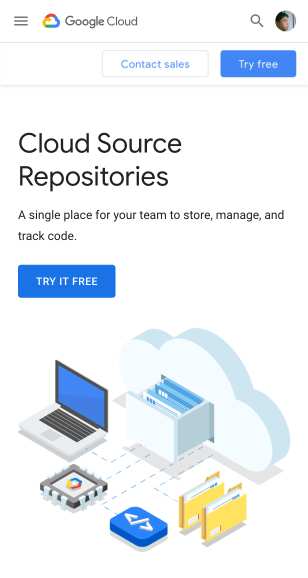 Google Cloud
Contact sales
Try free
Cloud Source
Repositories
A single place for your team to store, manage, and
track code.
TRY IT FREE